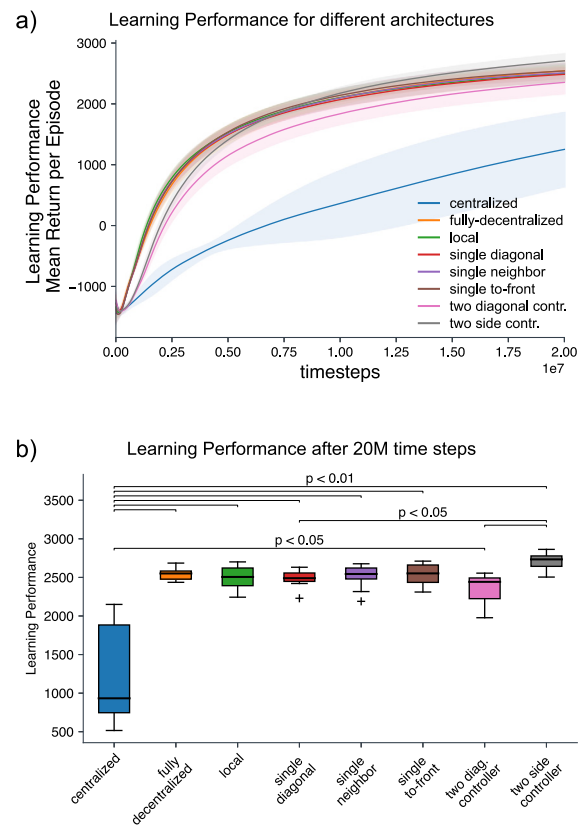 a)
Learning Performance for different architectures
Learning Performance
Mean Return per Episode
3000
2000
1000
0
−1000
centralized
fully-decentralized
local
single diagonal
single neighbor
single to-front
two diagonal contr.
two side contr.
0.00
0.25
0.5
0.75
1.00
1.25
1.50
1.75
2.00
1e7
timesteps
b)
Learning Performance after 20M time steps
Learning Performance
3500
3000
2500
2000
1500
1000
500
p < 0.01
p < 0.05
p < 0.05
centralized
fully
decentralized
local
single
diagonal
single
neighbor
single
to-front
two diag.
controller
two side
controller